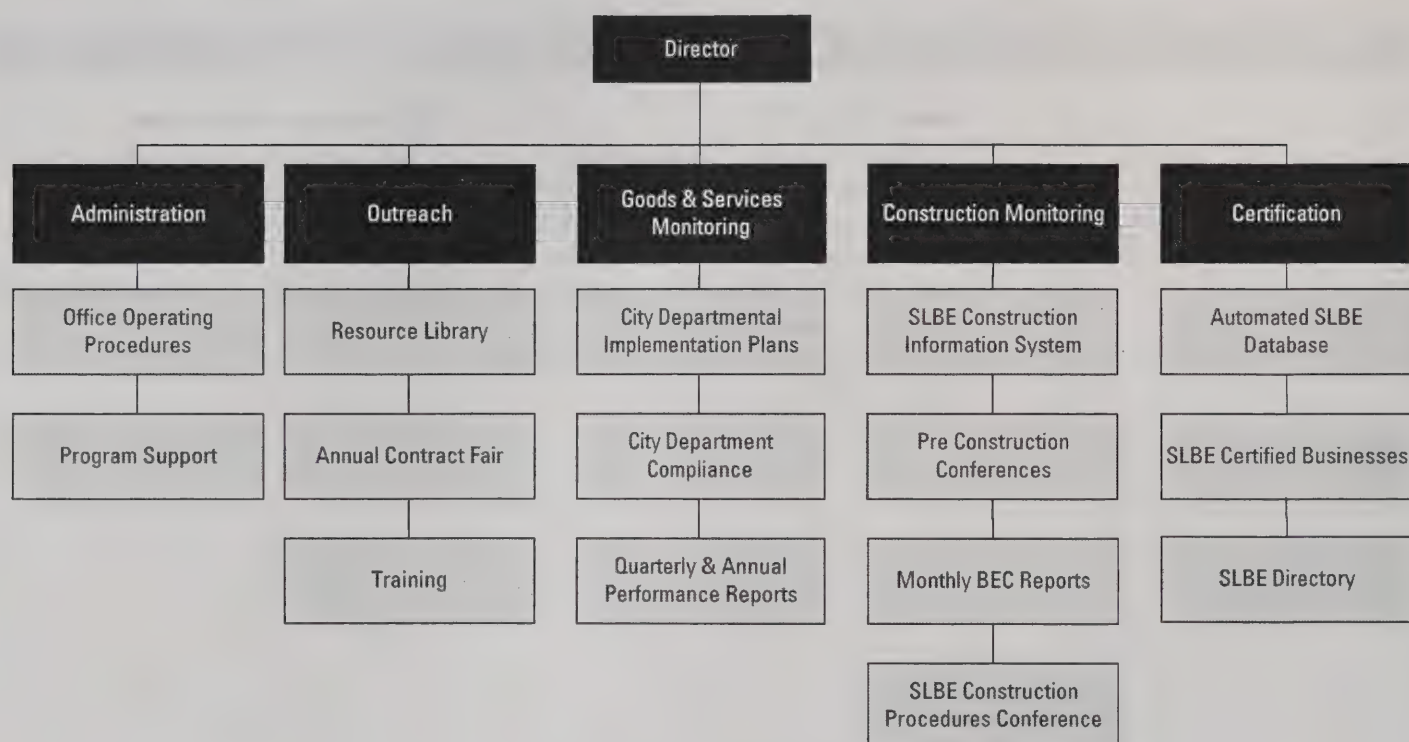 Director
Administration
Outreach
Goods & Services
Monitoring
Construction Monitoring
Certification
Office Operating
Procedures
Resource Library
City Departmental
Implementation Plans
SLBE Construction
Information System
Automated SLBE
Database
Program Support
Annual Contract Fair
City Department
Compliance
Pre Construction
Conferences
SLBE Certified Businesses
Training
Quarterly & Annual
Performance Reports
Monthly BEC Reports
SLBE Directory
SLBE Construction
Procedures Conference